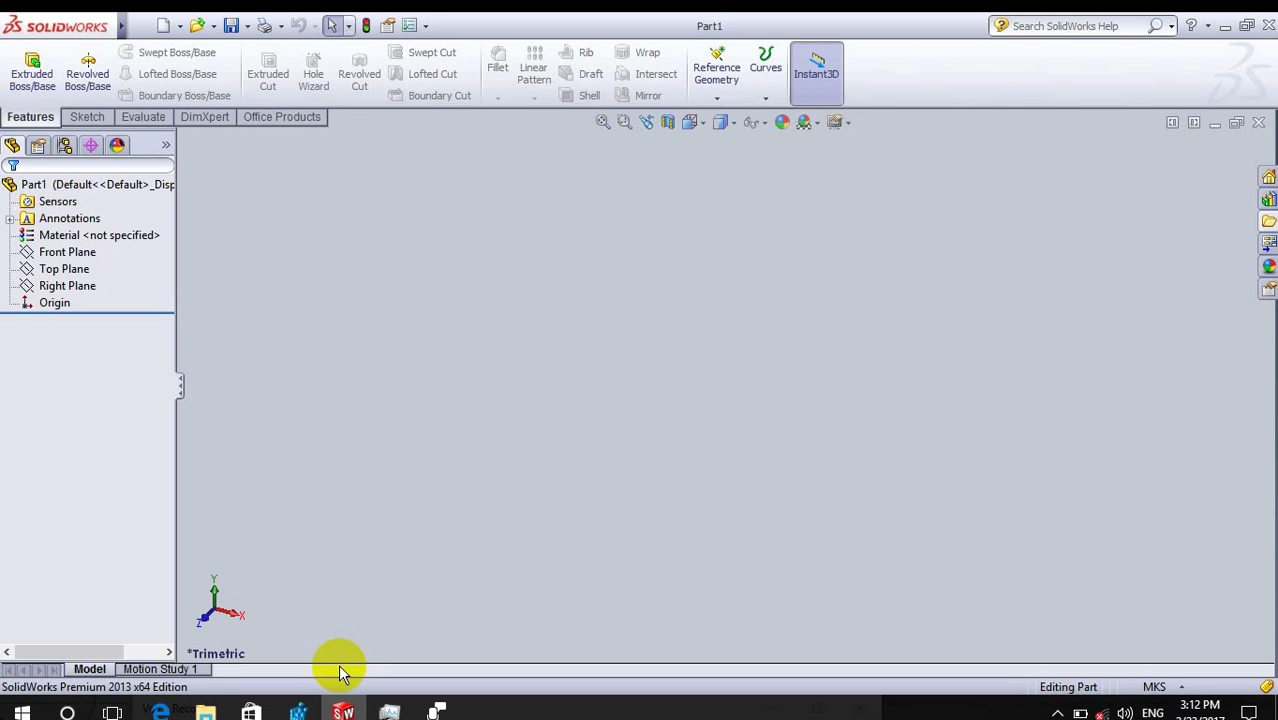 SOLIDWORKS
Part1
Search SolidWorks Help
Extruded Boss/Base
Revolved Boss/Base
Swept Boss/Base
Lofted Boss/Base
Boundary Boss/Base
Extruded Cut
Hole Wizard
Revolved Cut
Swept Cut
Lofted Cut
Boundary Cut
Fillet
Linear Pattern
Rib
Draft
Shell
Wrap
Intersect
Mirror
Reference Geometry
Curves
Instant3D
Features
Sketch
Evaluate
DimXpert
Office Products
Part1 (Default<<Default>_Disp
Sensors
Annotations
Material <not specified>
Front Plane
Top Plane
Right Plane
Origin
Y
X
Z
*Trimetric
Model
Motion Study 1
SolidWorks Premium 2013 x64 Edition
Editing Part
MKS
ENG
3:12 PM